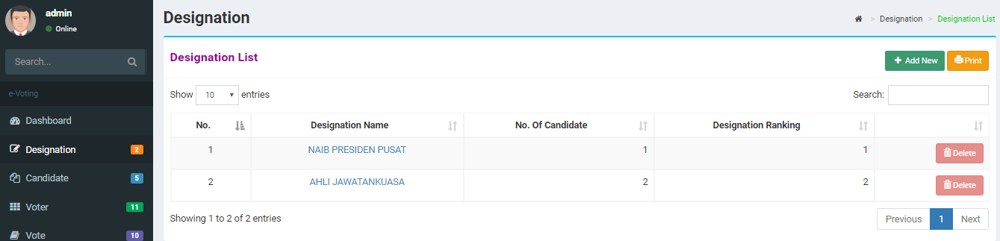 admin
Online
Search...
e-Voting
Dashboard
Designation 2
Candidate 5
Voter 11
Vote 10
Designation
> Designation > Designation List
Designation List
Add New Print
Show 10 entries Search:
No. Designation Name No. Of Candidate Designation Ranking
1 NAIB PRESIDEN PUSAT 1 1 Delete
2 AHLI JAWATANKUASA 2 2 Delete
Showing 1 to 2 of 2 entries Previous 1 Next